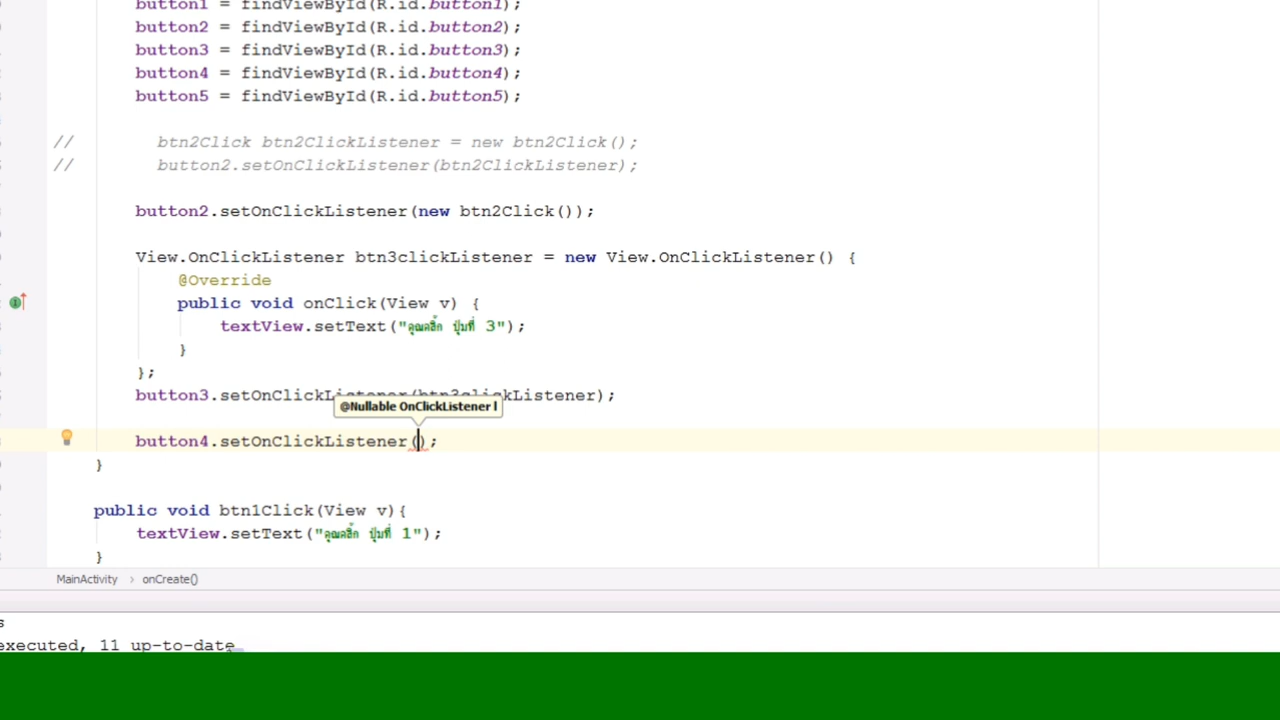 button1 = findViewById(R.id.button1);
button2 = findViewById(R.id.button2);
button3 = findViewById(R.id.button3);
button4 = findViewById(R.id.button4);
button5 = findViewById(R.id.button5);
// btn2Click btn2ClickListener = new btn2Click();
// button2.setOnClickListener(btn2ClickListener);
button2.setOnClickListener(new btn2Click());
View.OnClickListener btn3clickListener = new View.OnClickListener() {
@Override
public void onClick(View v) {
textView.setText("คุณคลิ๊ก ปุ่มที่ 3");
}
};
button3.setOnClickListener(btn3clickListener);
@Nullable OnClickListener l
button4.setOnClickListener();
}
public void btn1Click(View v){
textView.setText("คุณคลิ๊ก ปุ่มที่ 1");
}
MainActivity › onCreate()
s
executed, 11 up-to-date